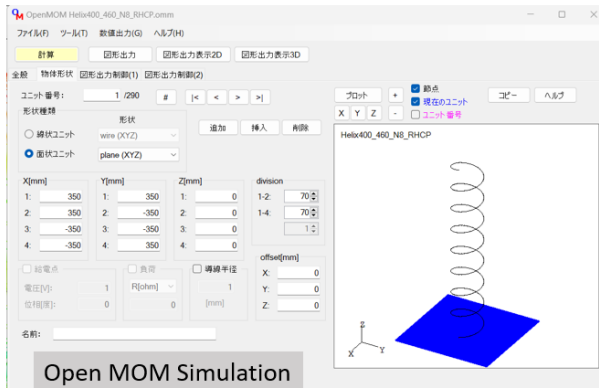 OpenMOM Helix400_460_N8_RHCP.omm
ファイル(F) ツール(T) 数値出力(G) ヘルプ(H)
計算 図形出力 図形出力表示2D 図形出力表示3D
全般 物体形状 図形出力制御(1) 図形出力制御(2)
ユニット番号: 1 /290 # |< < > >|
形状種類
形状
線状ユニット wire (XYZ)
面状ユニット plane (XYZ)
追加 挿入 削除
X[mm] Y[mm] Z[mm] division
1: 350 1: 350 1: 0 1-2: 70
2: 350 2: -350 2: 0 1-4: 70
3: -350 3: -350 3: 0 1
4: -350 4: 350 4: 0
offset[mm]
給電点 負荷 導線半径 X: 0
電圧[V]: 1 R[ohm] 1 Y: 0
位相[度]: 0 0 [mm] Z: 0
名前:
プロット + 節点 コピー ヘルプ
現在のユニット
X Y Z - ユニット番号
Helix400_460_N8_RHCP
Z
X Y
Open MOM Simulation